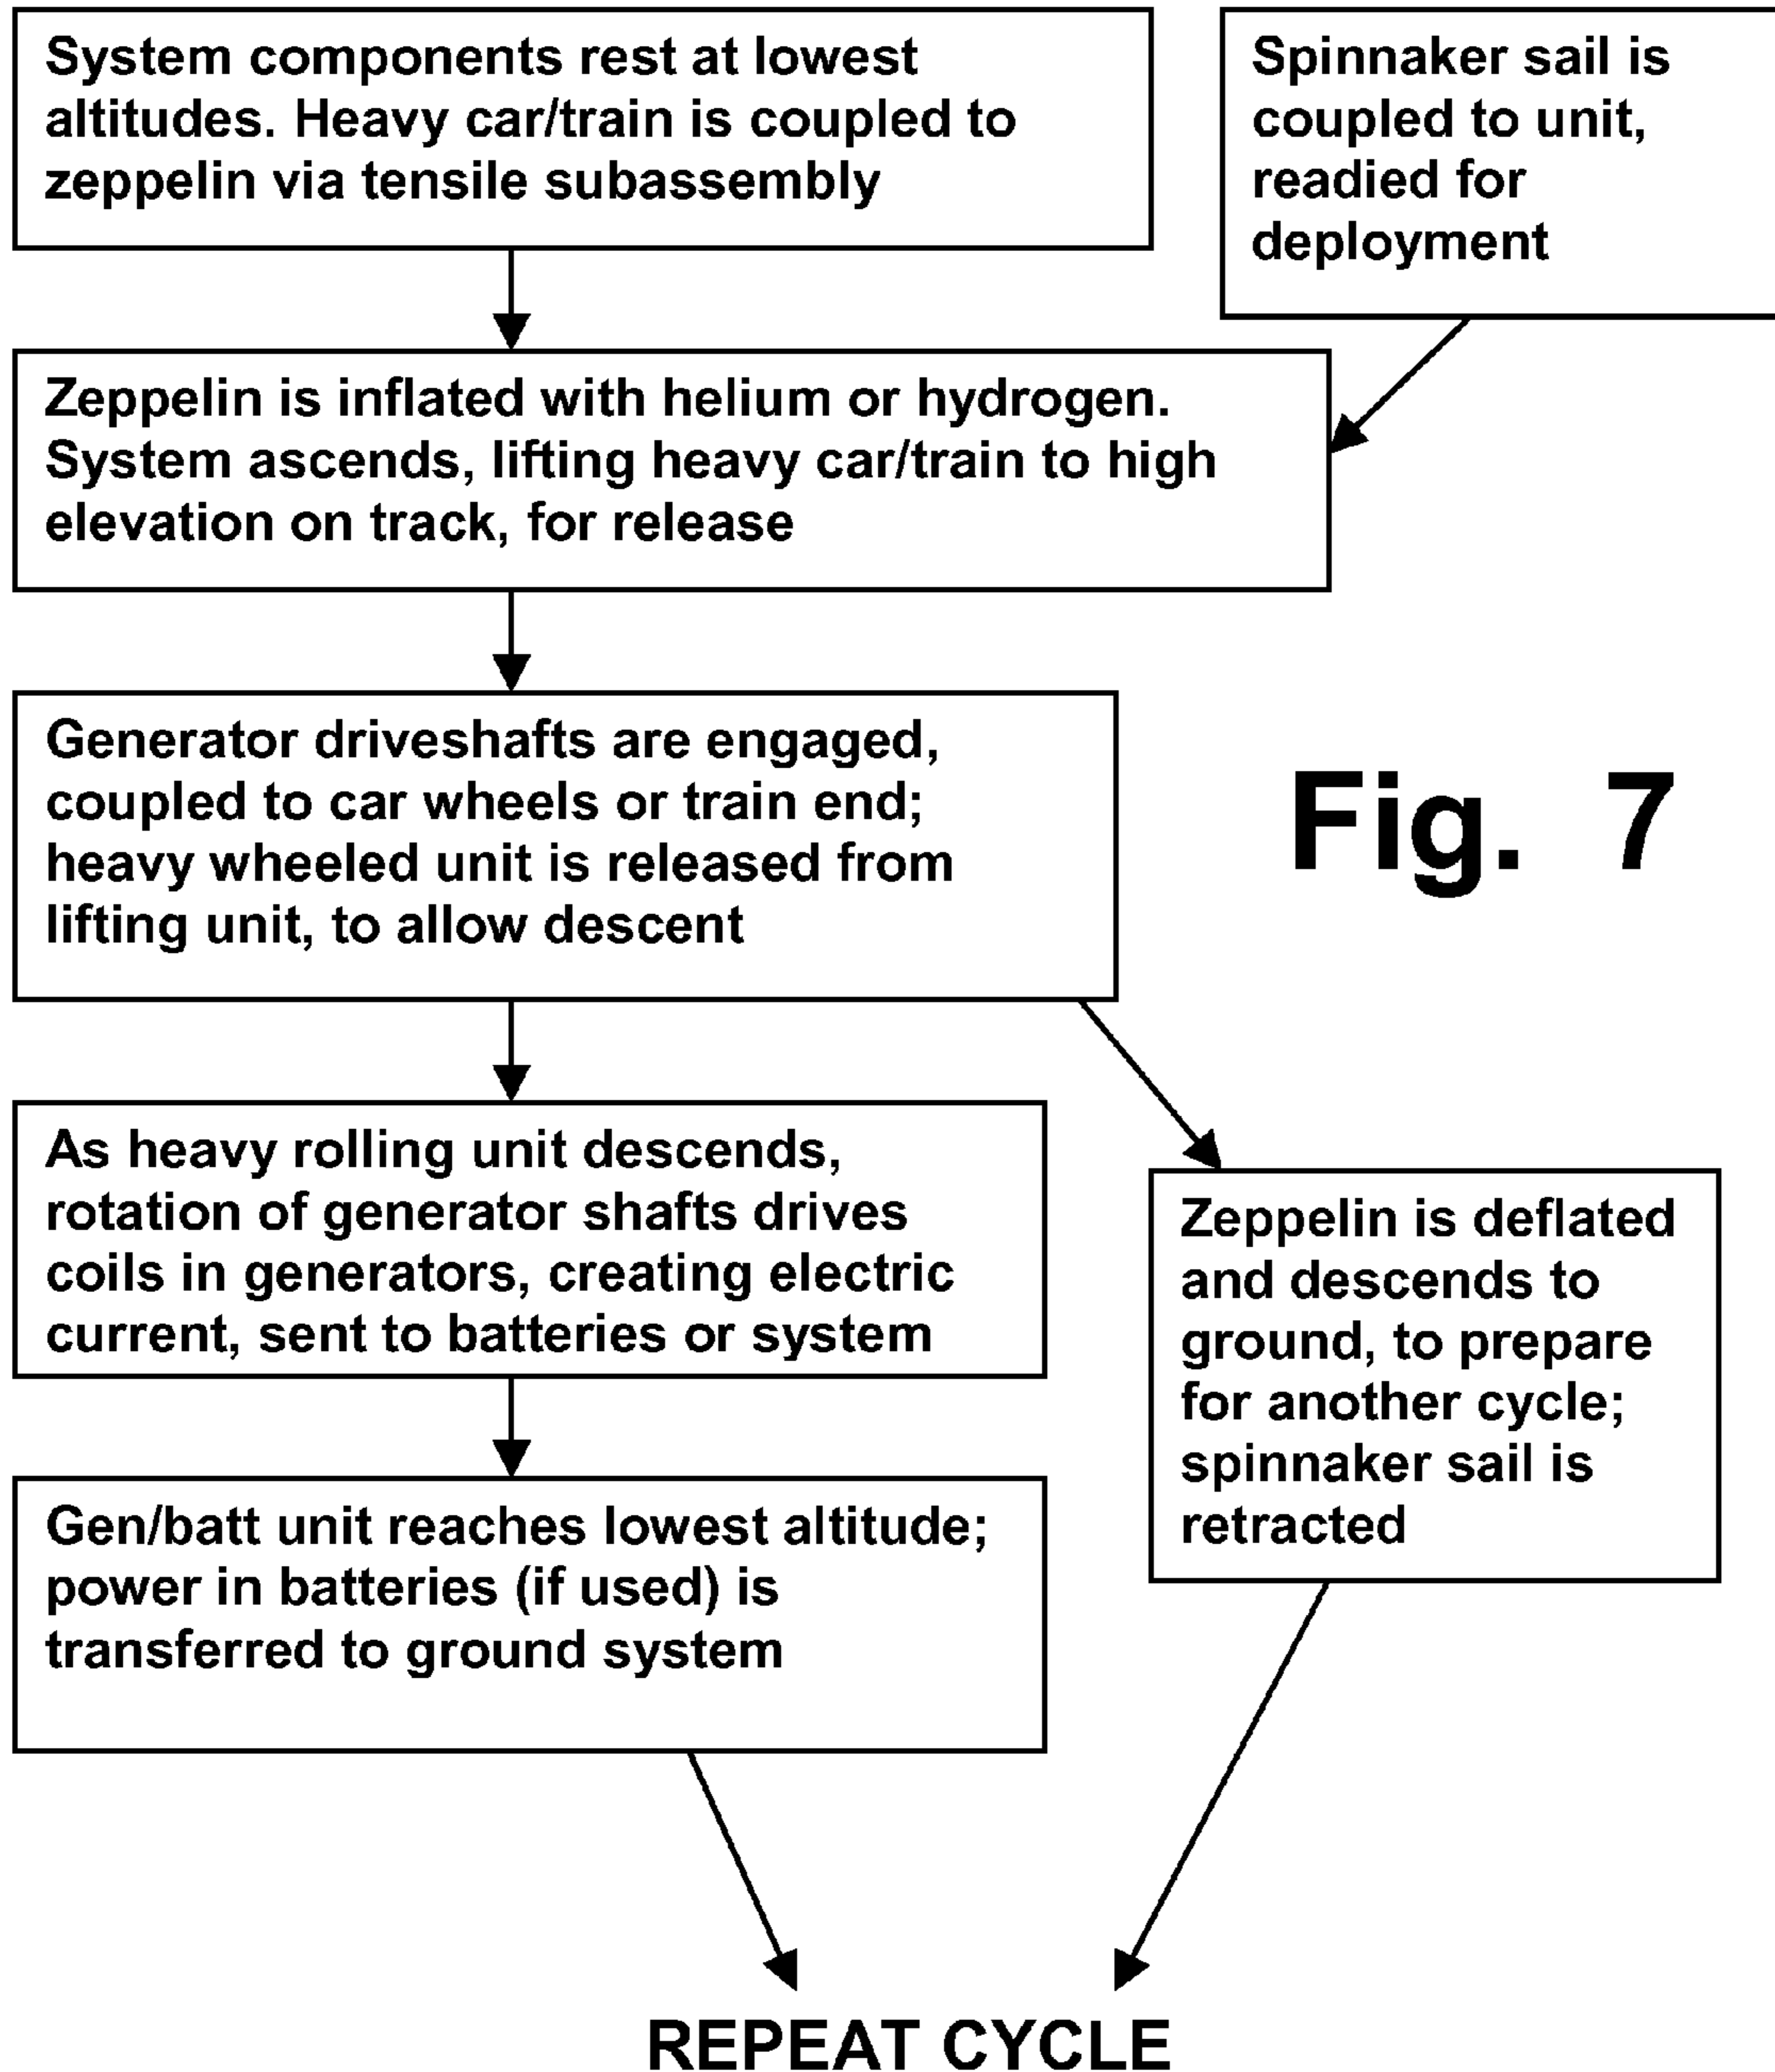 System components rest at lowest
altitudes. Heavy car/train is coupled to
zeppelin via tensile subassembly
Spinnaker sail is
coupled to unit,
readied for
deployment
Zeppelin is inflated with helium or hydrogen.
System ascends, lifting heavy car/train to high
elevation on track, for release
Generator driveshafts are engaged,
coupled to car wheels or train end;
heavy wheeled unit is released from
lifting unit, to allow descent
Fig. 7
As heavy rolling unit descends,
rotation of generator shafts drives
coils in generators, creating electric
current, sent to batteries or system
Zeppelin is deflated
and descends to
ground, to prepare
for another cycle;
spinnaker sail is
retracted
Gen/batt unit reaches lowest altitude;
power in batteries (if used) is
transferred to ground system
REPEAT CYCLE